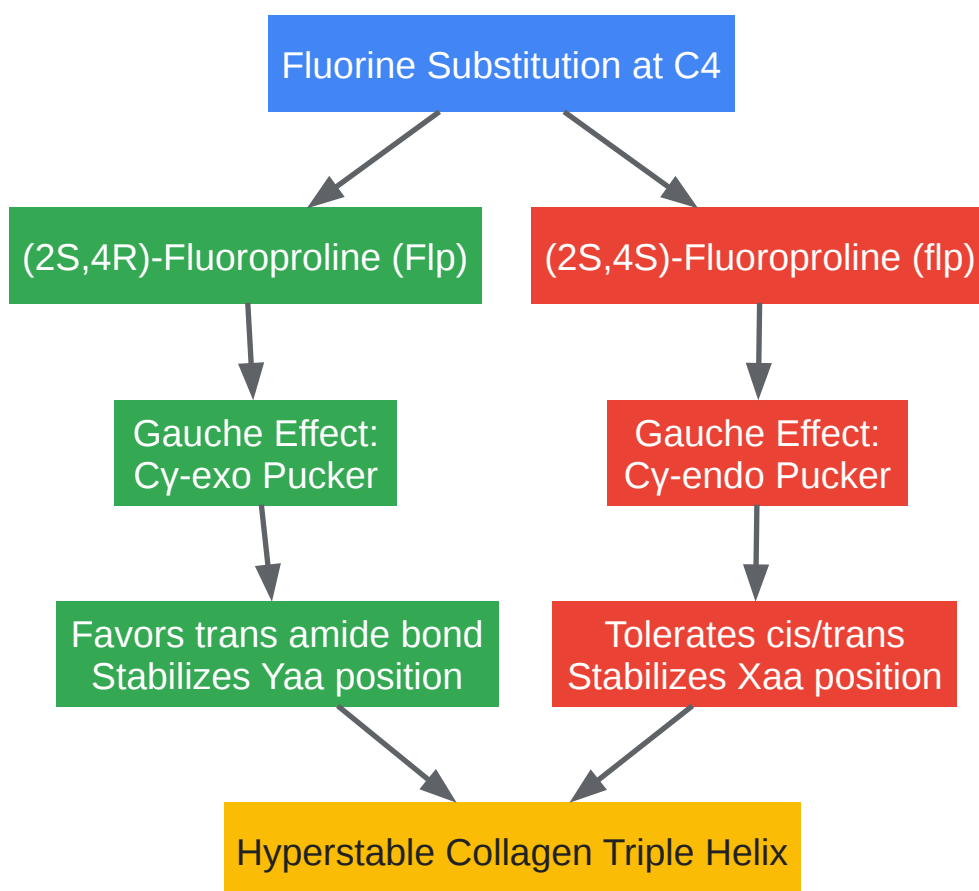 Fluorine Substitution at C4
(2S,4R)-Fluoroproline (Flp)
(2S,4S)-Fluoroproline (flp)
Gauche Effect:
Cγ-exo Pucker
Gauche Effect:
Cγ-endo Pucker
Favors trans amide bond
Stabilizes Yaa position
Tolerates cis/trans
Stabilizes Xaa position
Hyperstable Collagen Triple Helix